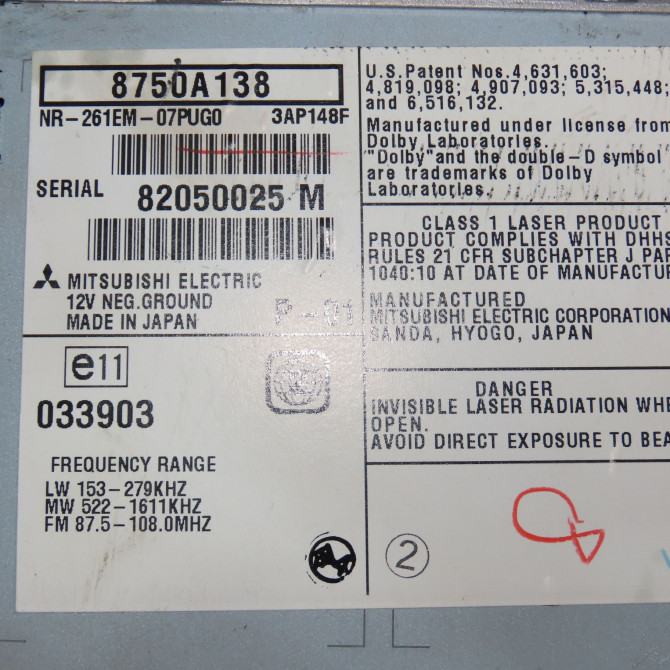 8750A138
NR-261EM-07PUG0 3AP148F
SERIAL 82050025 M
MITSUBISHI ELECTRIC
12V NEG.GROUND
MADE IN JAPAN
P-01
e11
033903
FREQUENCY RANGE
LW 153-279KHZ
MW 522-1611KHZ
FM 87.5-108.0MHZ
U.S.Patent Nos.4,631,603;
4,819,098; 4,907,093; 5,315,448;
and 6,516,132.
Manufactured under license from
Dolby Laboratories.
"Dolby"and the double-D symbol
are trademarks of Dolby
Laboratories.
CLASS 1 LASER PRODUCT
PRODUCT COMPLIES WITH DHHS
RULES 21 CFR SUBCHAPTER J PAR
1040:10 AT DATE OF MANUFACTUR
MANUFACTURED
MITSUBISHI ELECTRIC CORPORATION
SANDA, HYOGO, JAPAN
DANGER
INVISIBLE LASER RADIATION WHE
OPEN.
AVOID DIRECT EXPOSURE TO BEA
2